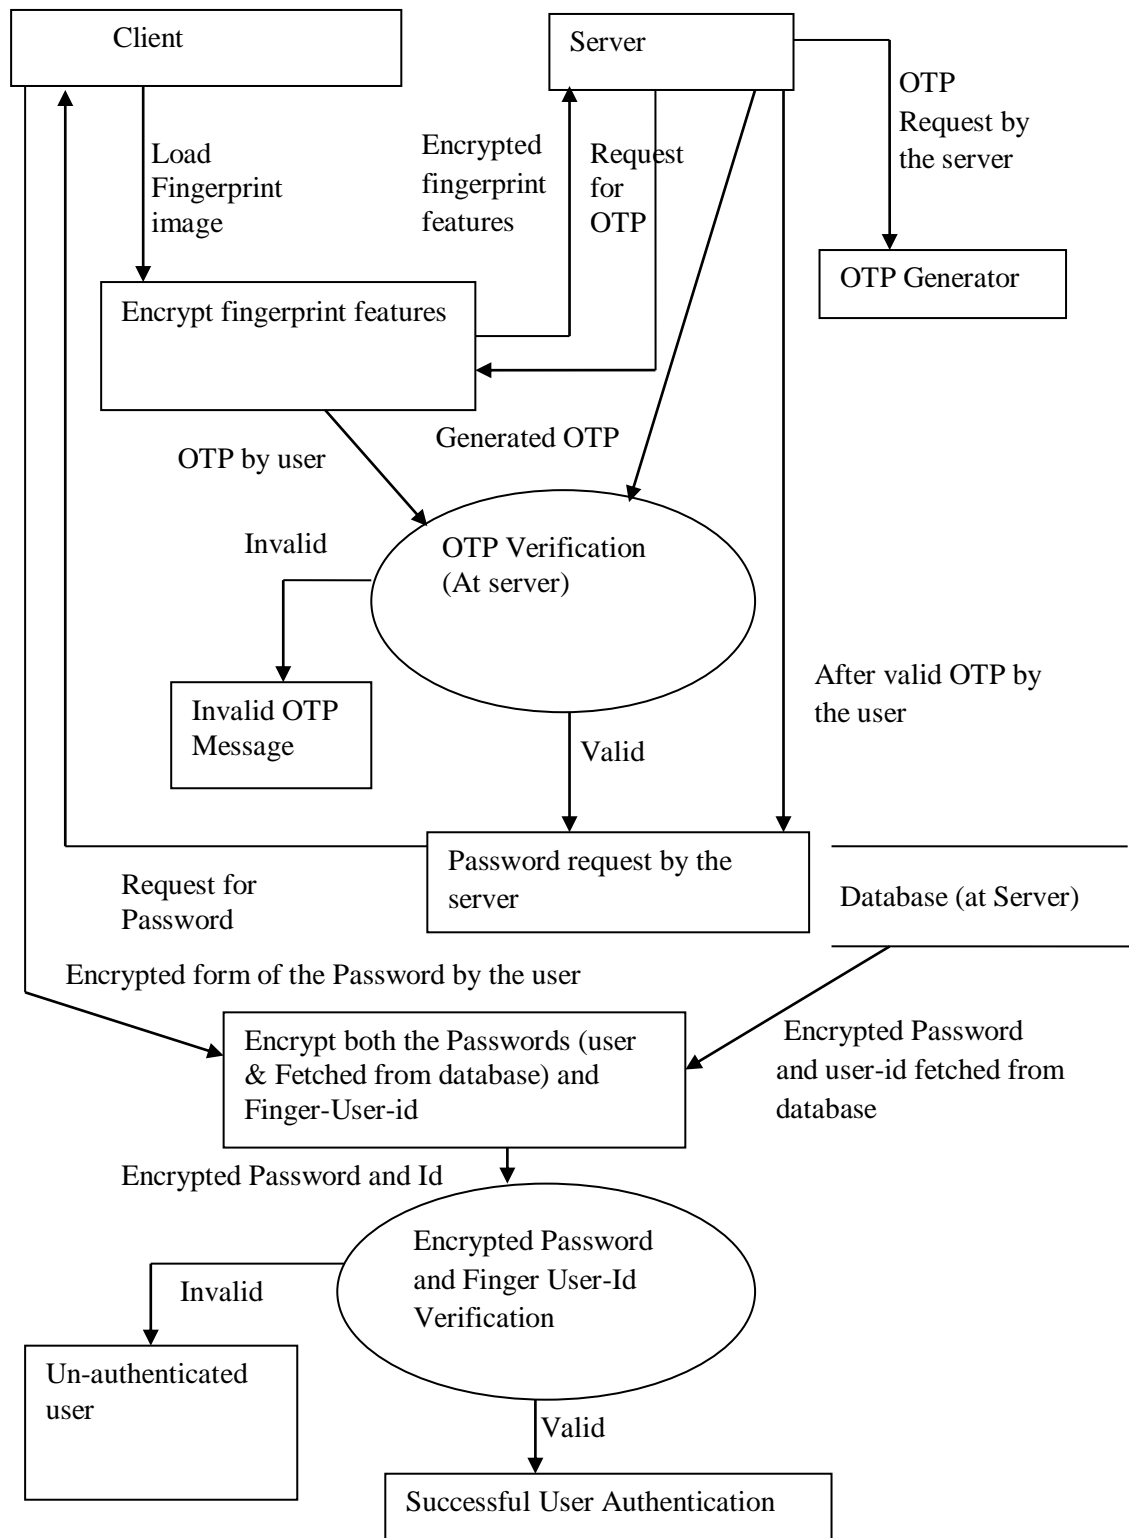 Client
Server
OTP
Request by
the server
Load
Fingerprint
image
Encrypted
fingerprint
features
Request
for
OTP
OTP Generator
Encrypt fingerprint features
Generated OTP
OTP by user
Invalid
OTP Verification
(At server)
After valid OTP by
the user
Invalid OTP
Message
Valid
Password request by the
server
Request for
Password
Database (at Server)
Encrypted form of the Password by the user
Encrypt both the Passwords (user
& Fetched from database) and
Finger-User-id
Encrypted Password
and user-id fetched from
database
Encrypted Password and Id
Encrypted Password
and Finger User-Id
Verification
Invalid
Un-authenticated
user
Valid
Successful User Authentication